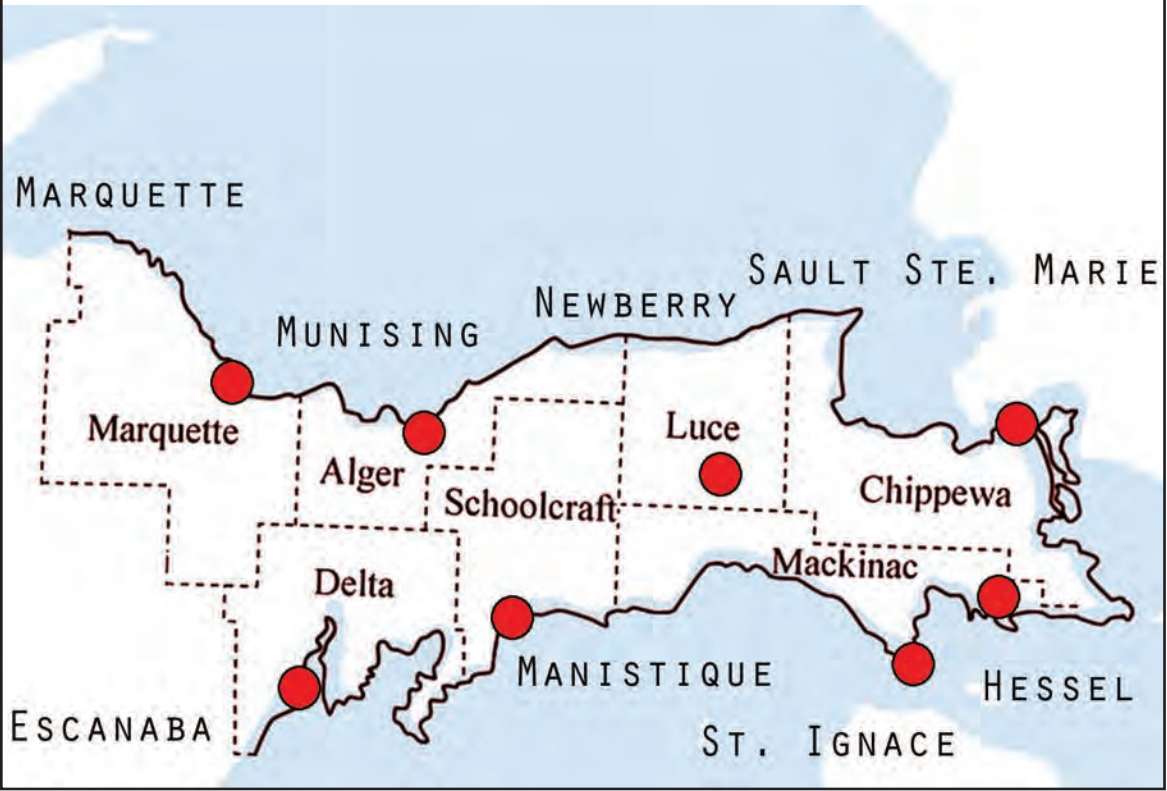 MARQUETTE
SAULT STE. MARIE
NEWBERRY
MUNISING
Marquette
Luce
Alger
Chippewa
Schoolcraft
Mackinac
Delta
MANISTIQUE
HESSEL
ESCANABA
ST. IGNACE